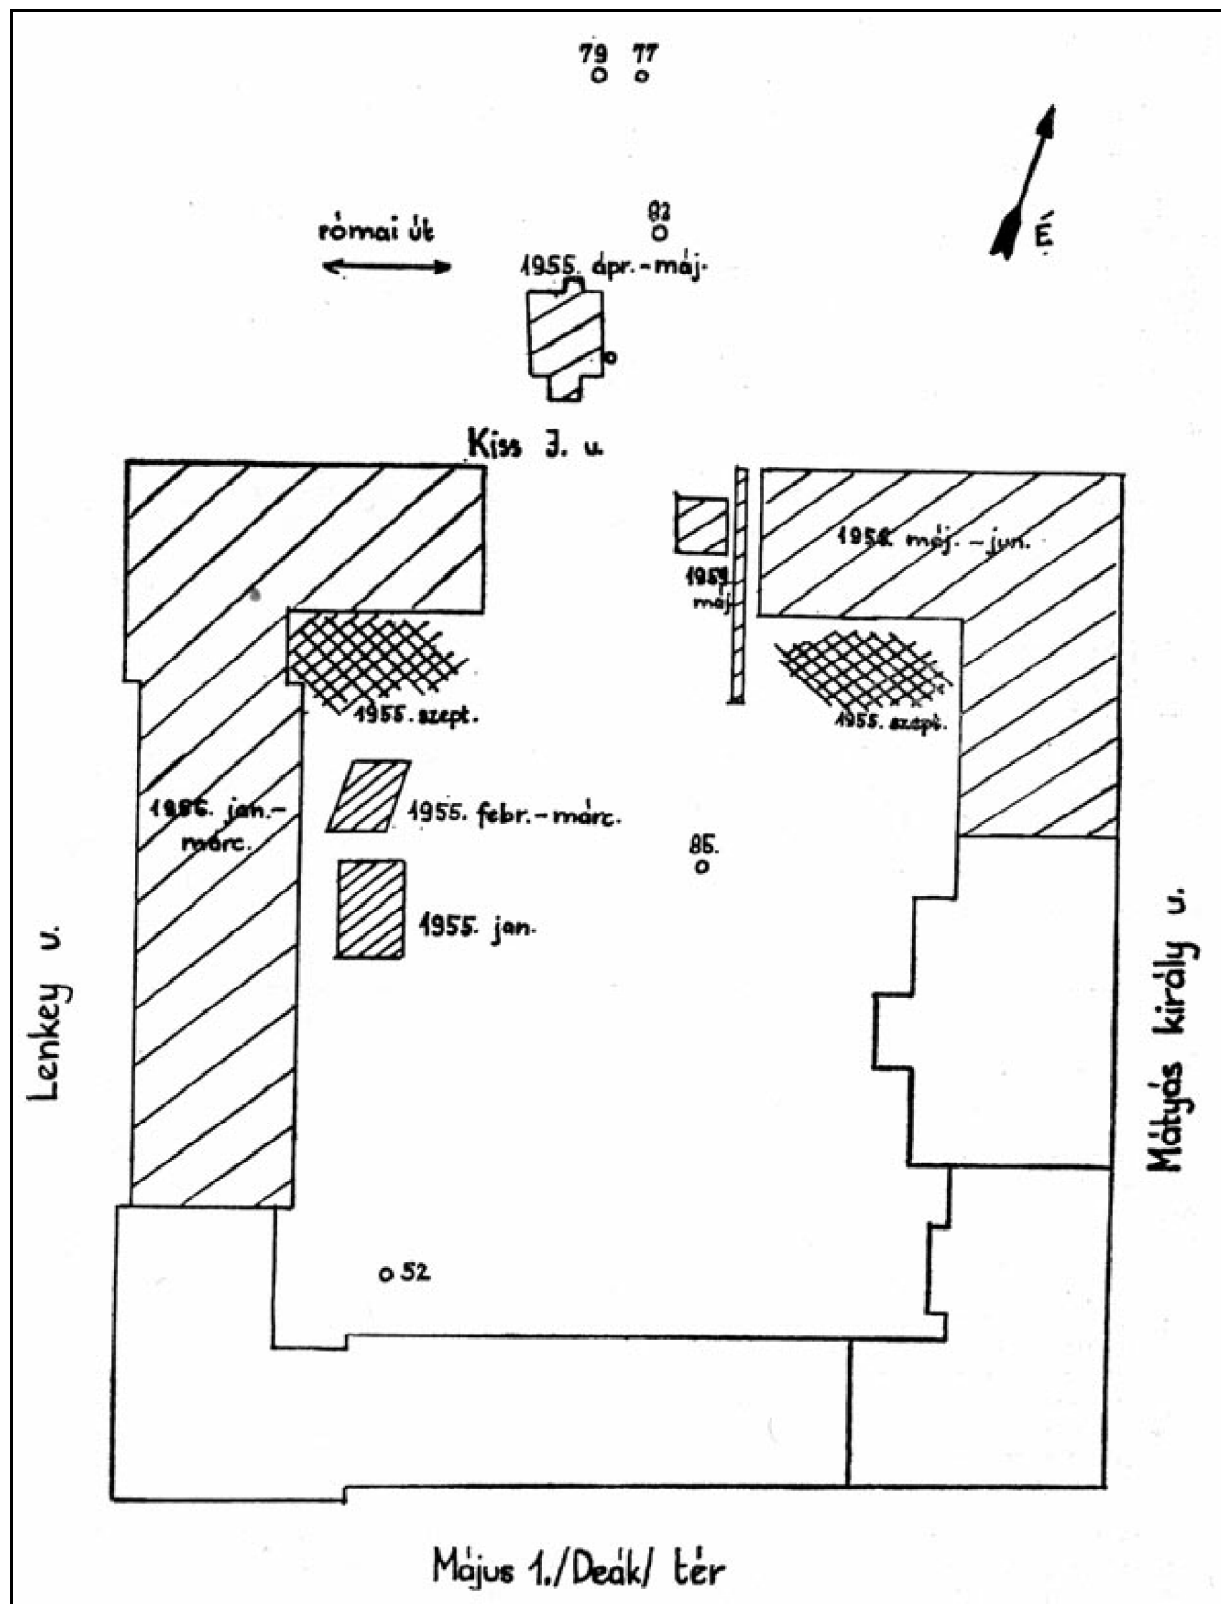 79 77
83
római út
1955. ápr.-máj.
É
Kiss J. u.
máj. - jun.
máj
1955. szept.
1955. szept.
jan.-
márc.
1955. febr.-márc.
85.
1955. jan.
Lenkey u.
Mátyás király u.
52
Május 1./Deák/ tér